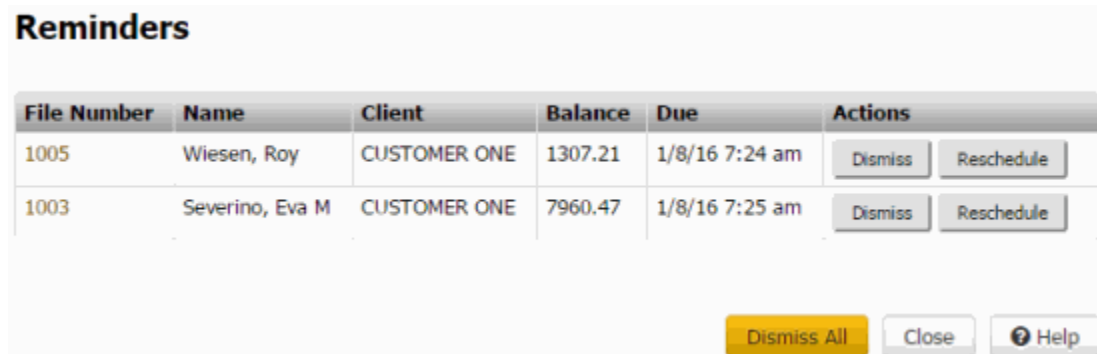 Reminders
File Number Name Client Balance Due Actions
1005 Wiesen, Roy CUSTOMER ONE 1307.21 1/8/16 7:24 am Dismiss Reschedule
1003 Severino, Eva M CUSTOMER ONE 7960.47 1/8/16 7:25 am Dismiss Reschedule
Dismiss All Close Help